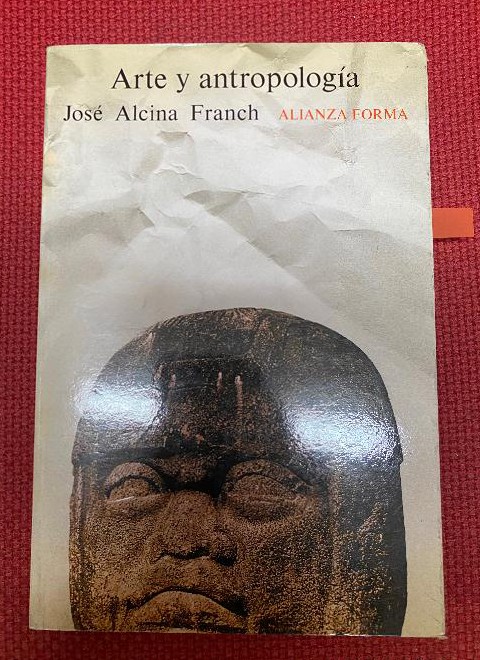 Arte y antropología
José Alcina Franch ALIANZA FORMA